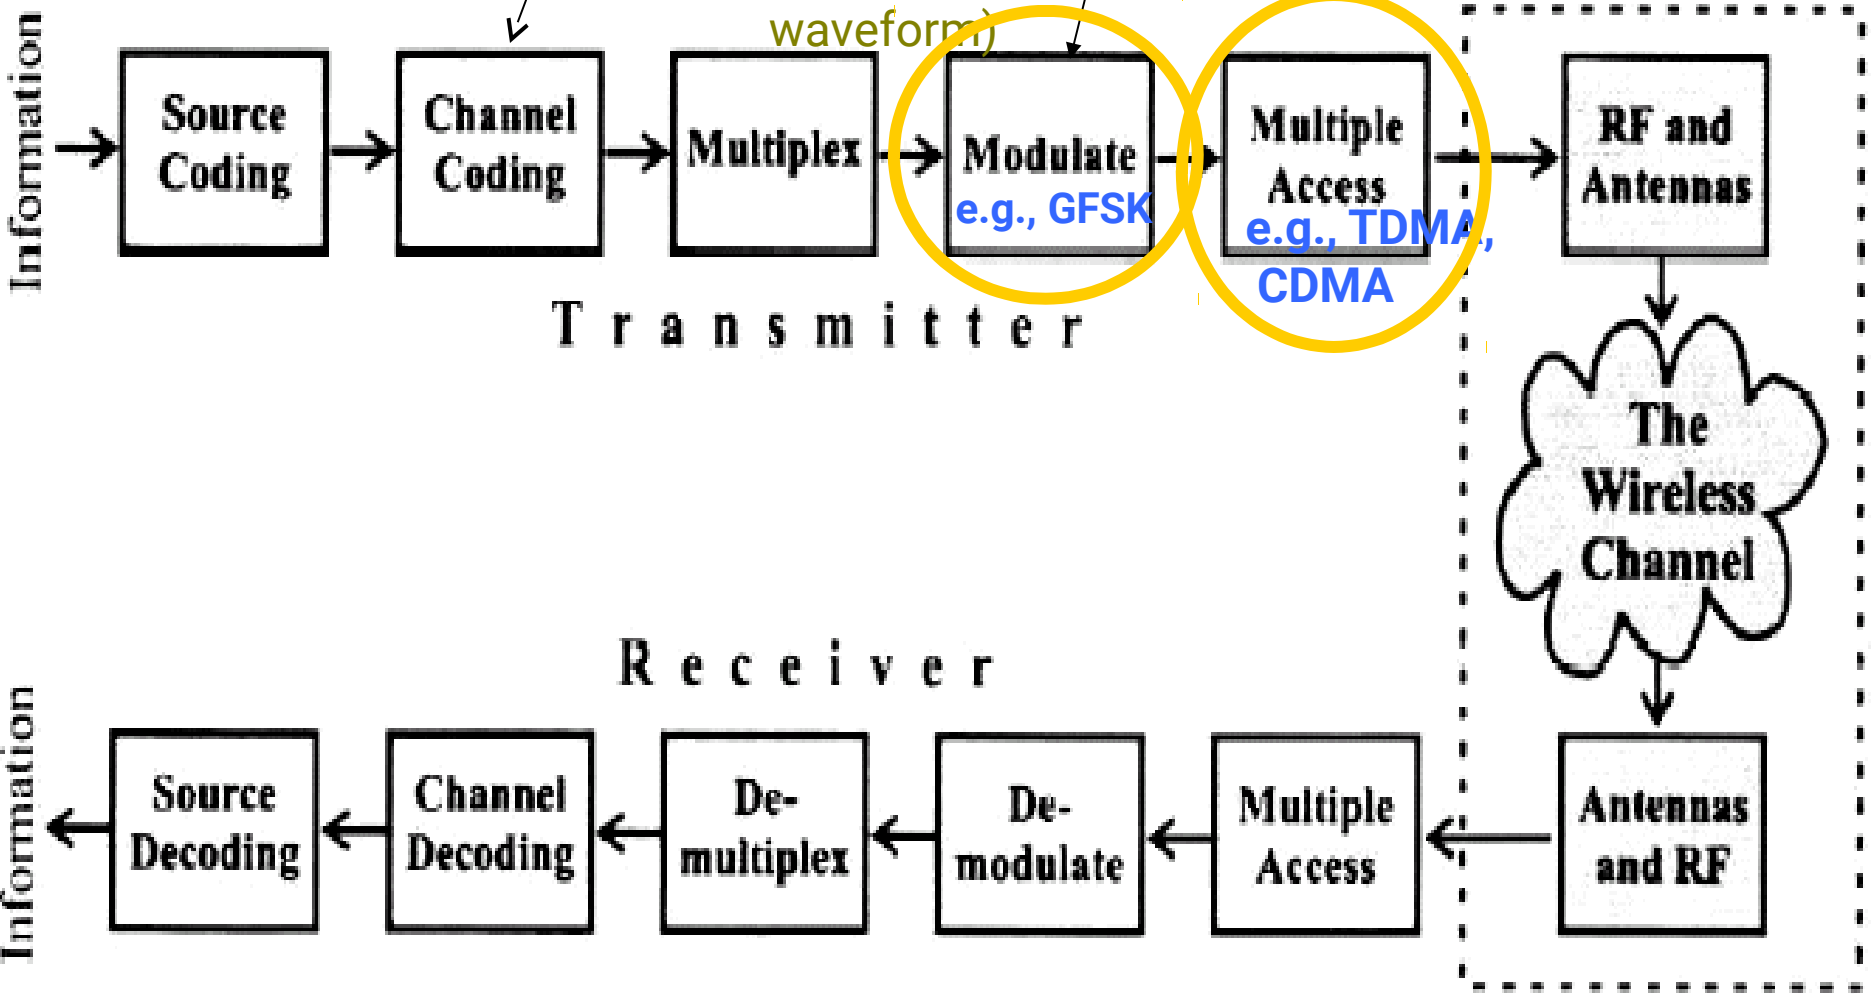 waveform)
Information
Source
Coding
Channel
Coding
Multiplex
Modulate
e.g., GFSK
Multiple
Access
e.g., TDMA,
CDMA
RF and
Antennas
Transmitter
The
Wireless
Channel
Receiver
Information
Source
Decoding
Channel
Decoding
De-
multiplex
De-
modulate
Multiple
Access
Antennas
and RF